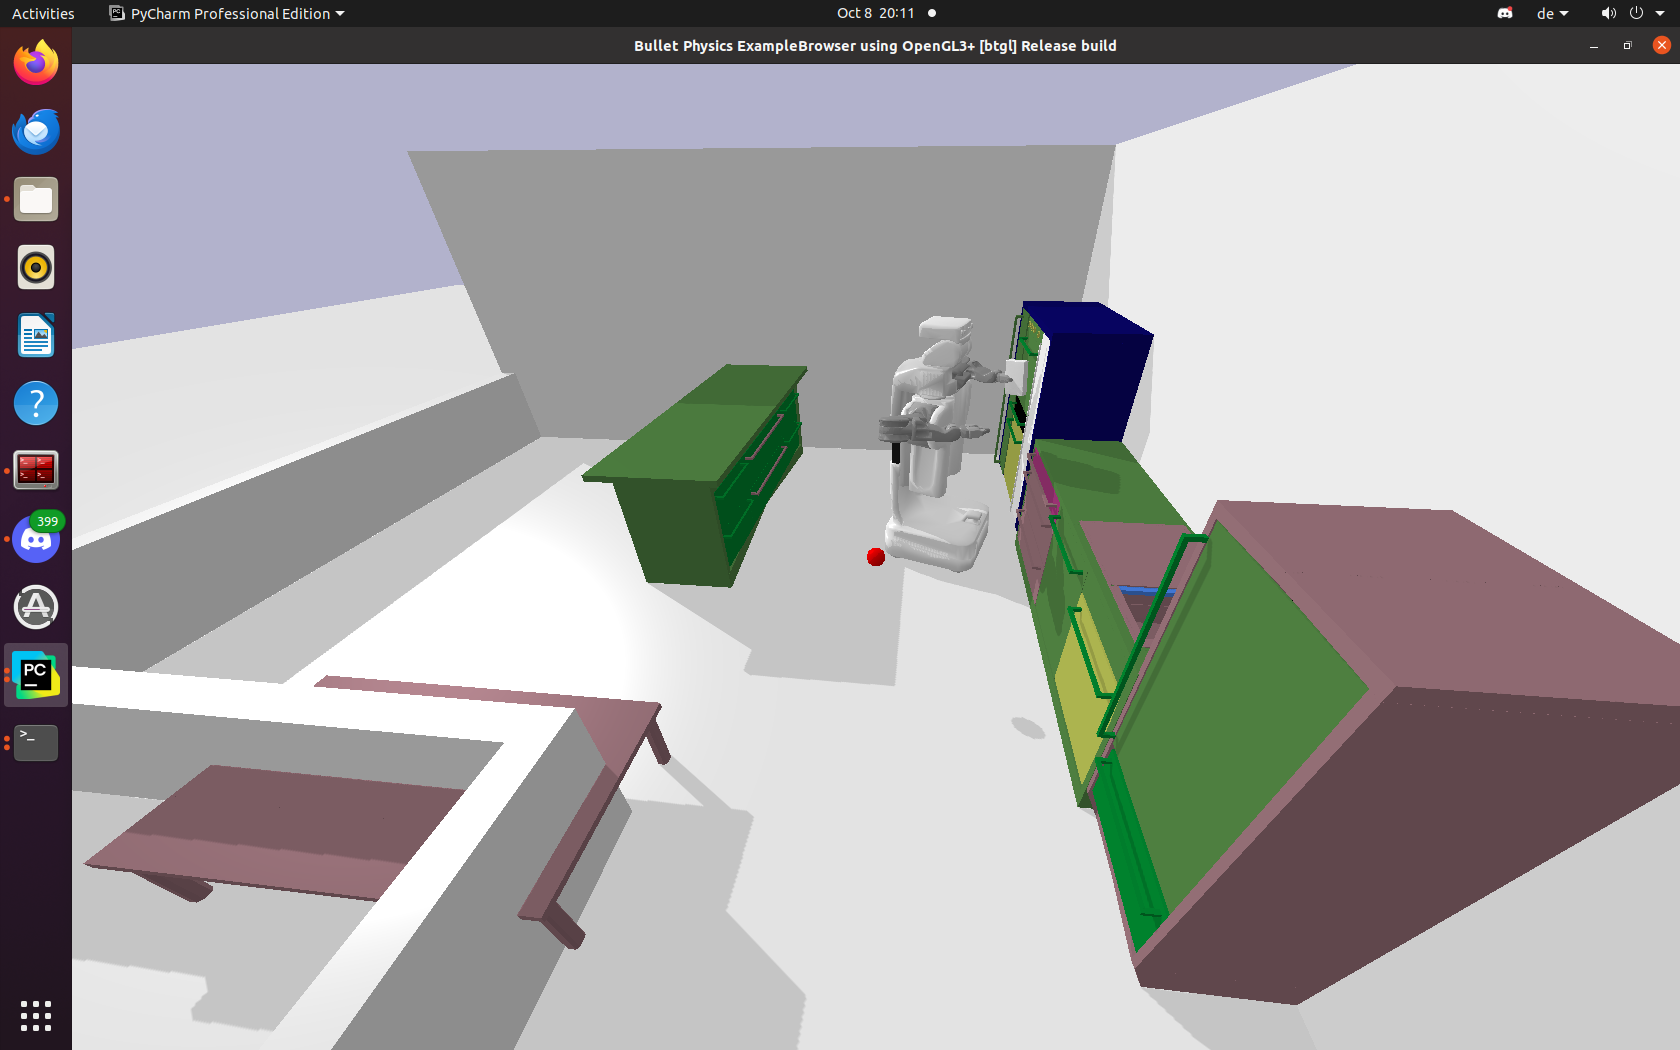 Activities
PyCharm Professional Edition
Oct 8 20:11
de
Bullet Physics ExampleBrowser using OpenGL3+ [btgl] Release build
?
399
A
PC
>_